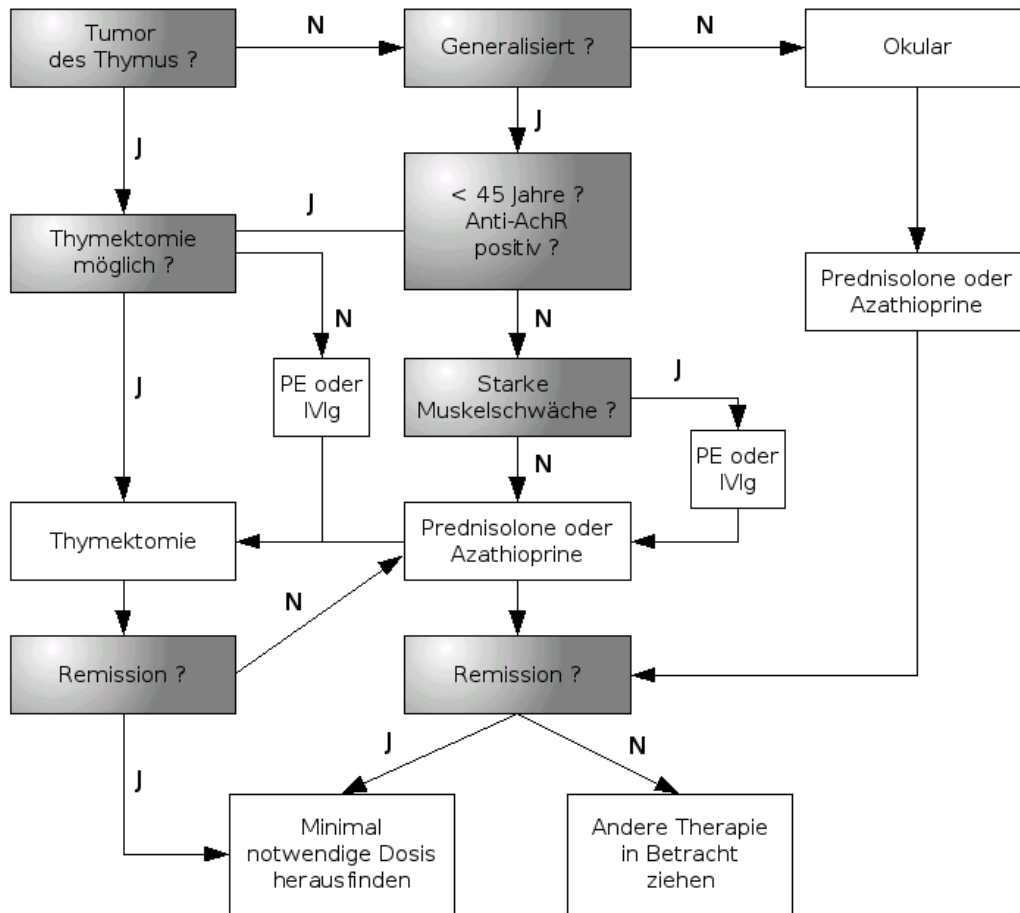 Tumor
des Thymus ?
N
Generalisiert ?
N
Okular
J
J
Thymektomie
möglich ?
J
< 45 Jahre ?
Anti-AchR
positiv ?
N
N
Prednisolone oder
Azathioprine
J
PE oder
IVIg
Starke
Muskelschwäche ?
J
PE oder
IVIg
N
Thymektomie
Prednisolone oder
Azathioprine
N
Remission ?
Remission ?
J
J
N
Minimal
notwendige Dosis
herausfinden
Andere Therapie
in Betracht
ziehen